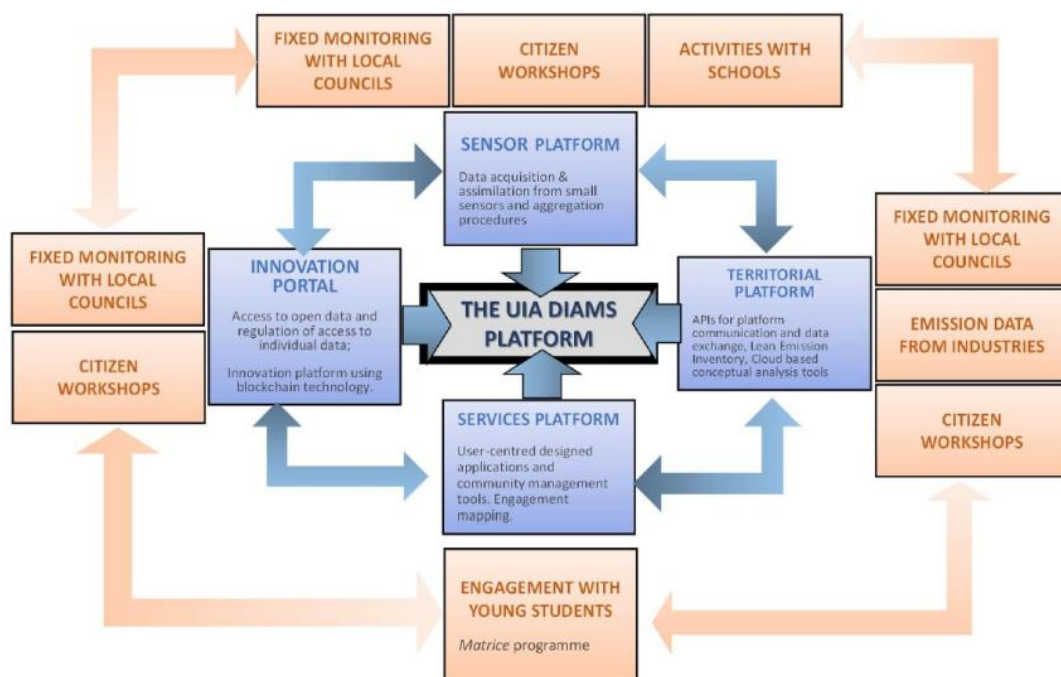 FIXED MONITORING
WITH LOCAL
COUNCILS
CITIZEN
WORKSHOPS
ACTIVITIES WITH
SCHOOLS
SENSOR PLATFORM
Data acquisition &
assimilation from small
sensors and aggregation
procedures
FIXED MONITORING
WITH LOCAL
COUNCILS
CITIZEN
WORKSHOPS
INNOVATION
PORTAL
Access to open data and
regulation of access to
individual data;
Innovation platform using
blockchain technology.
THE UIA DIAMS
PLATFORM
TERRITORIAL
PLATFORM
APIs for platform
communication and data
exchange, Lean Emission
Inventory, Cloud based
conceptual analysis tools
FIXED MONITORING
WITH LOCAL
COUNCILS
EMISSION DATA
FROM INDUSTRIES
CITIZEN
WORKSHOPS
SERVICES PLATFORM
User-centred designed
applications and
community management
tools. Engagement
mapping.
ENGAGEMENT WITH
YOUNG STUDENTS
Matrice programme